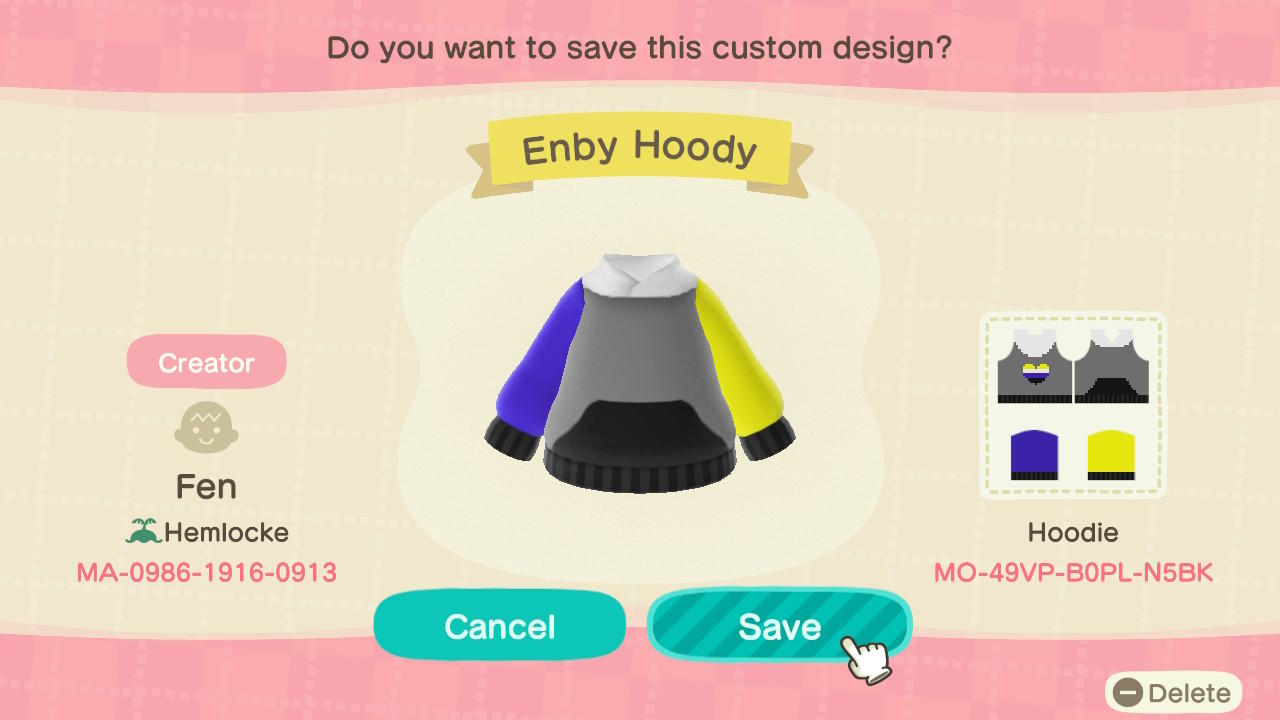 Do you want to save this custom design?
Enby Hoody
Creator
Fen
Hemlocke
MA-0986-1916-0913
Hoodie
MO-49VP-B0PL-N5BK
Cancel
Save
Delete